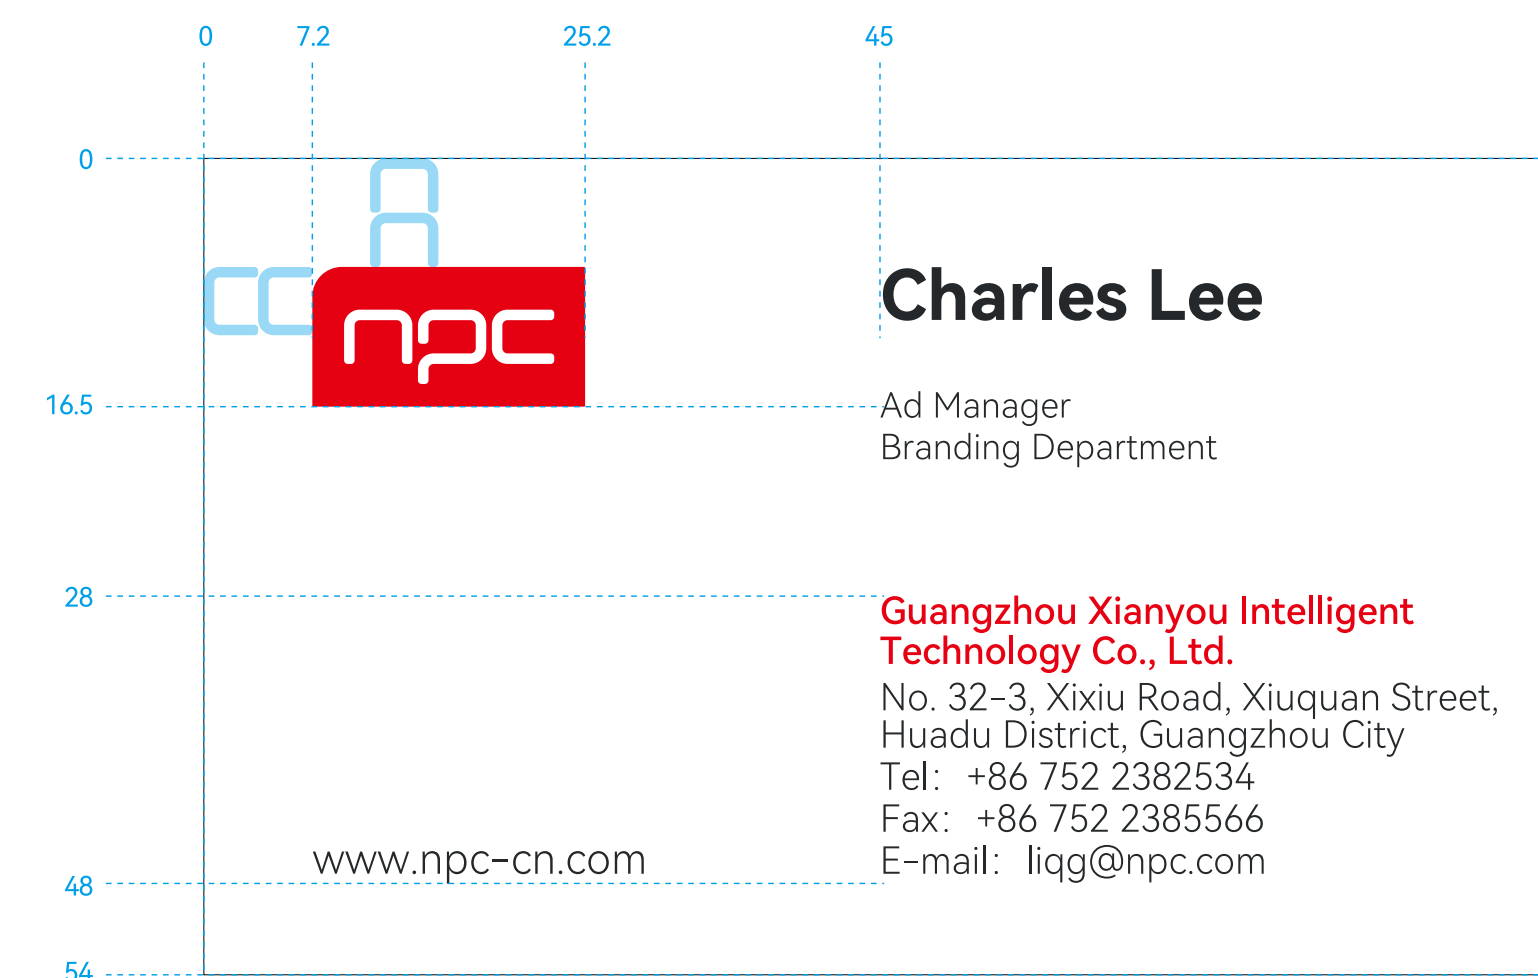 0 7.2 25.2 45
0
npc
Charles Lee
16.5
Ad Manager
Branding Department
28
Guangzhou Xianyou Intelligent
Technology Co., Ltd.
No. 32-3, Xixiu Road, Xiuquan Street,
Huadu District, Guangzhou City
Tel: +86 752 2382534
Fax: +86 752 2385566
www.npc-cn.com
E-mail: liqg@npc.com
48
54